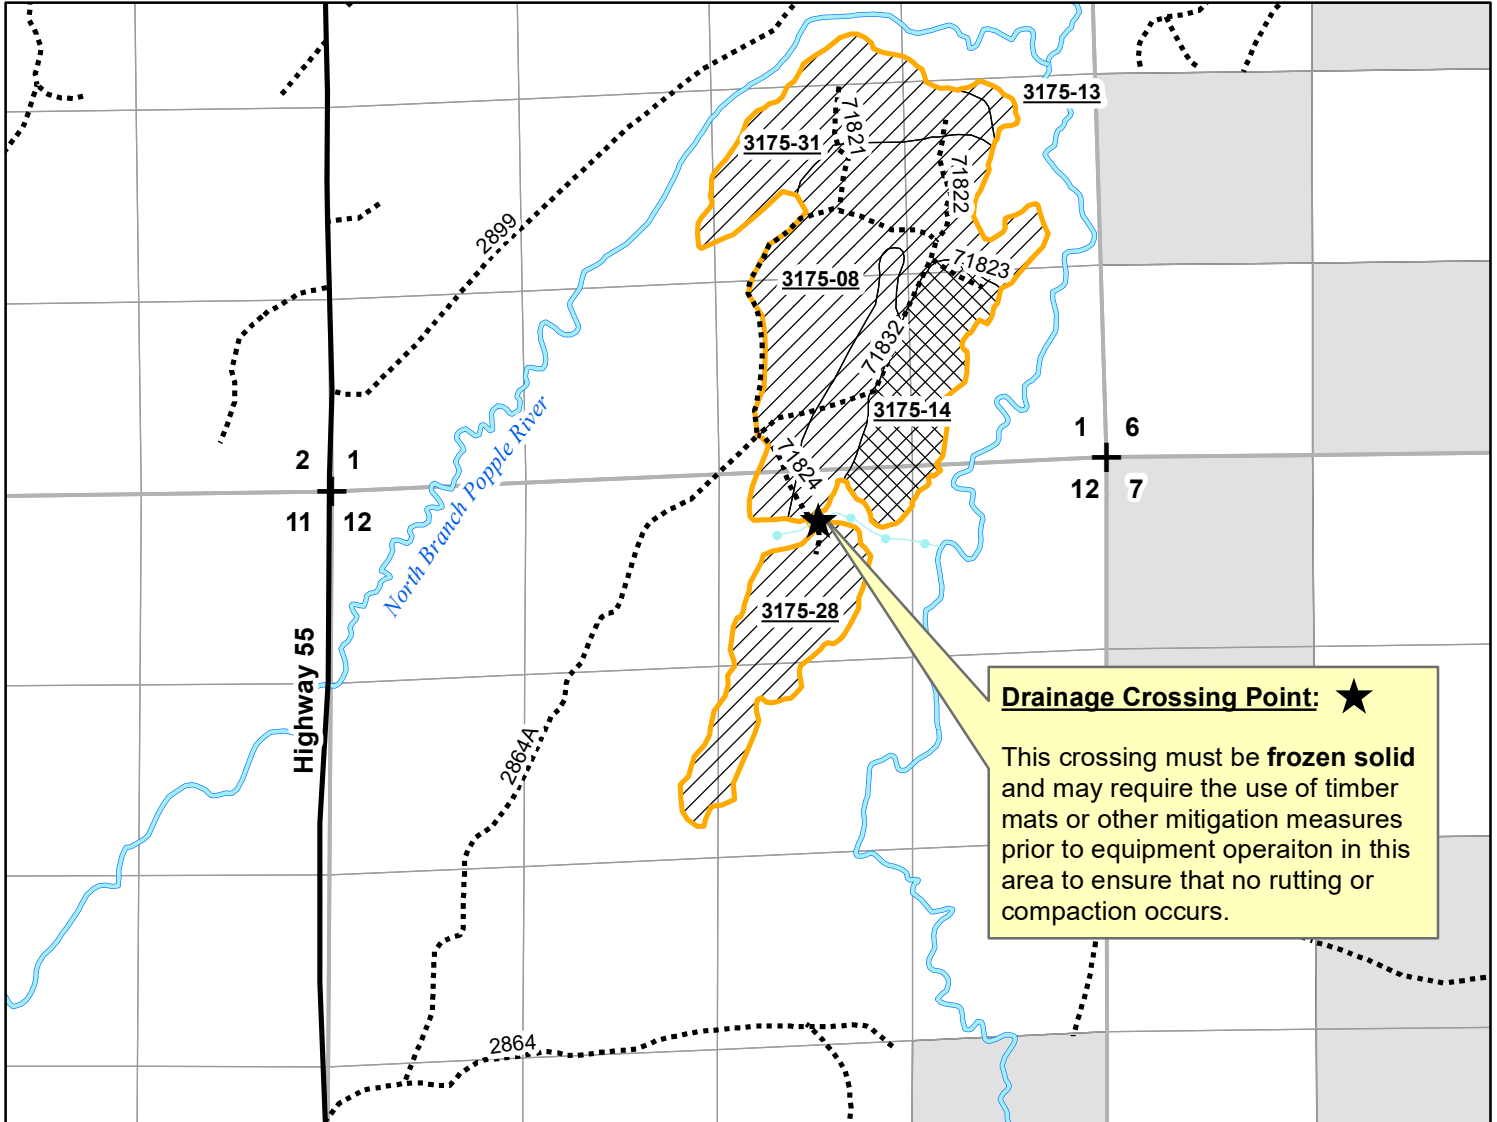 3175-13
71821
3175-31
71822
2899
71823
3175-08
71832
3175-14
1 6
2 1
71824
12 7
11 12
North Branch Popple River
3175-28
Highway 55
Drainage Crossing Point:
2864A
This crossing must be frozen solid
and may require the use of timber
mats or other mitigation measures
prior to equipment operaiton in this
area to ensure that no rutting or
compaction occurs.
2864